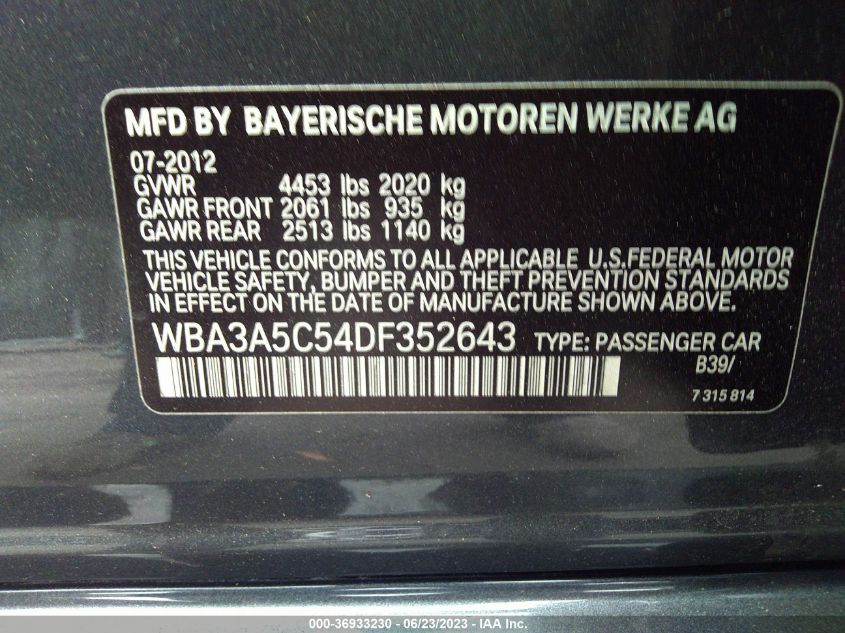 MFD BY BAYERISCHE MOTOREN WERKE AG
07-2012
GVWR 4453 lbs 2020 kg
GAWR FRONT 2061 lbs 935 kg
GAWR REAR 2513 lbs 1140 kg
THIS VEHICLE CONFORMS TO ALL APPLICABLE U.S.FEDERAL MOTOR
VEHICLE SAFETY, BUMPER AND THEFT PREVENTION STANDARDS
IN EFFECT ON THE DATE OF MANUFACTURE SHOWN ABOVE.
WBA3A5C54DF352643 TYPE: PASSENGER CAR
B39/
7 315 814
000-36933230 - 06/23/2023 - IAA Inc.